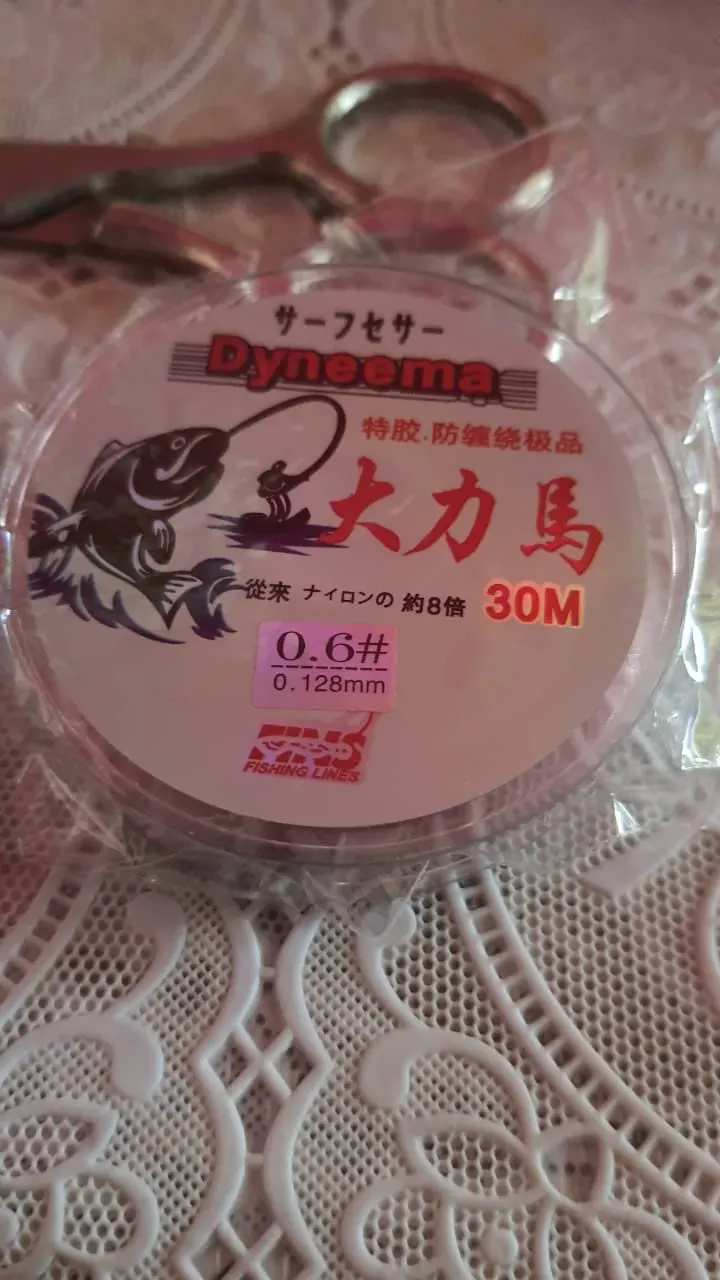 サーフセサー
Dyneema
特胶.防缠绕极品
大力馬
從來 ナイロンの 約8倍 30M
0.6#
0.128mm
FINS
FISHING LINES